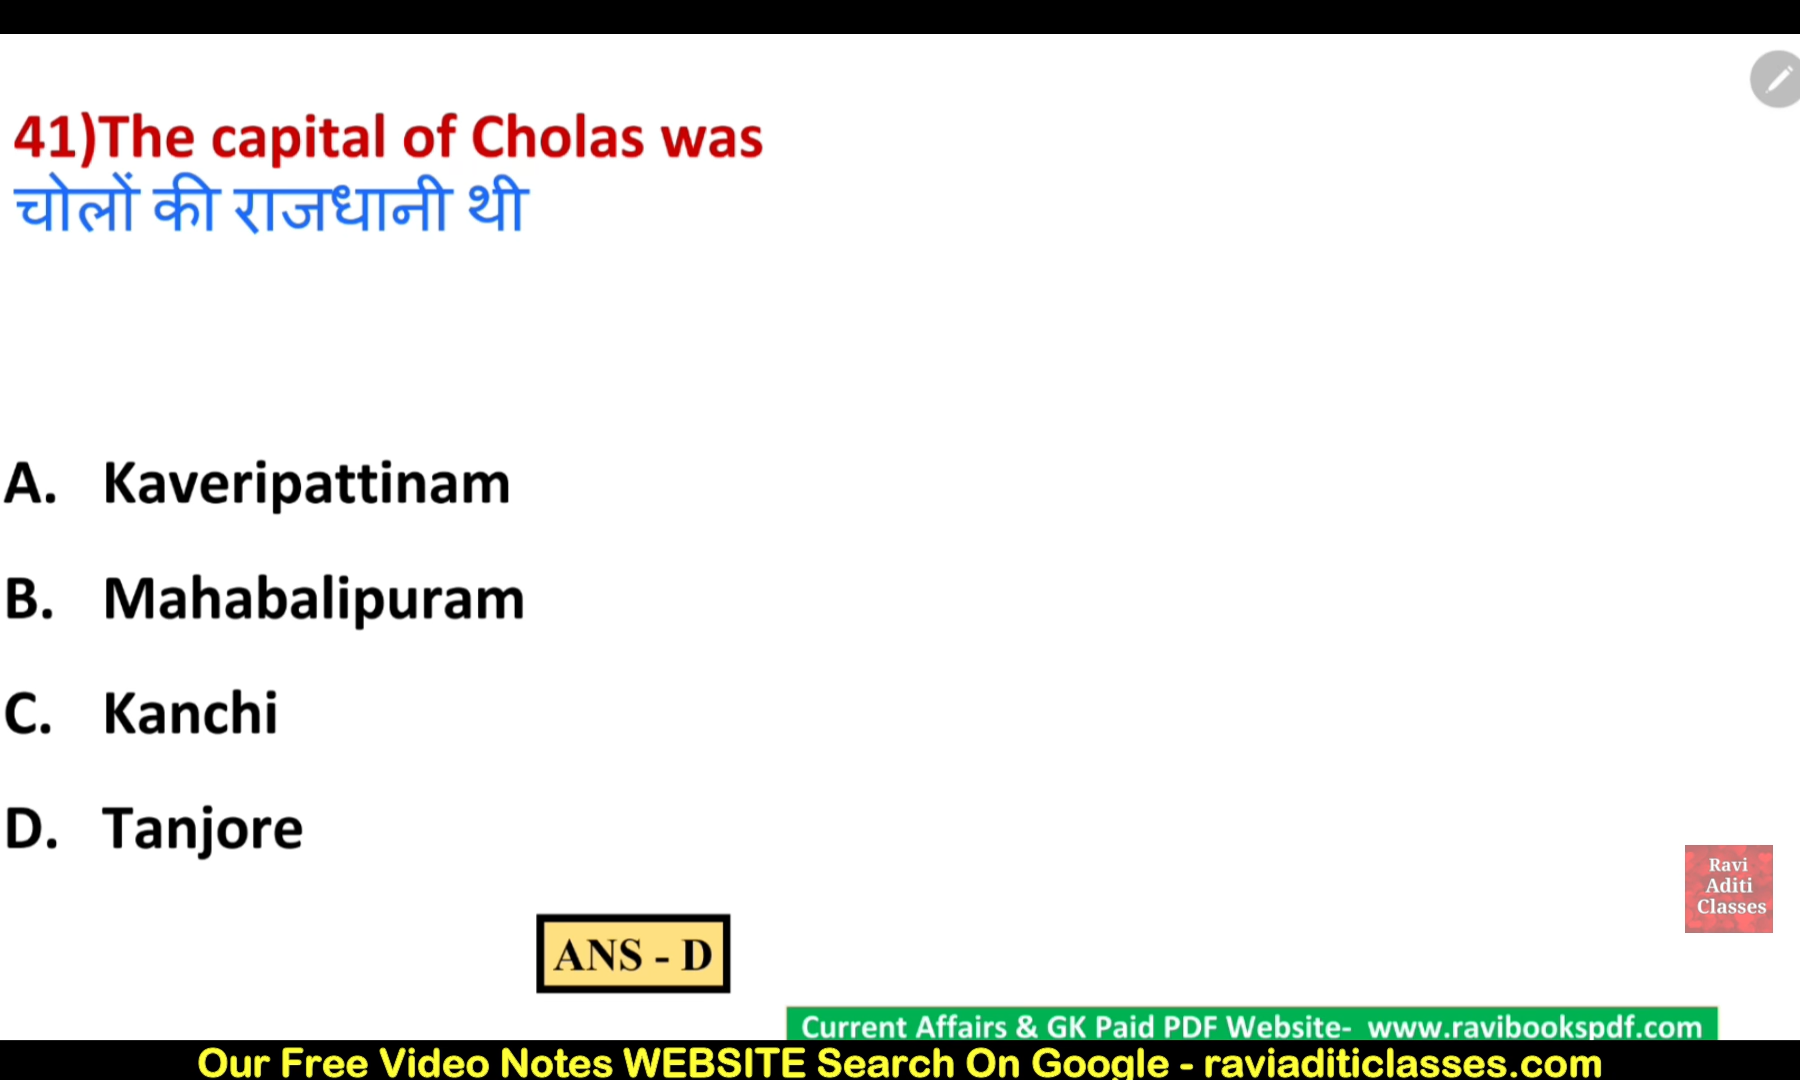 41)The capital of Cholas was
चोलों की राजधानी थी
A. Kaveripattinam
B. Mahabalipuram
C. Kanchi
D. Tanjore
Ravi
Aditi
Classes
ANS - D
Current Affairs & GK Paid PDF Website- www.ravibookspdf.com
Our Free Video Notes WEBSITE Search On Google - raviaditiclasses.com